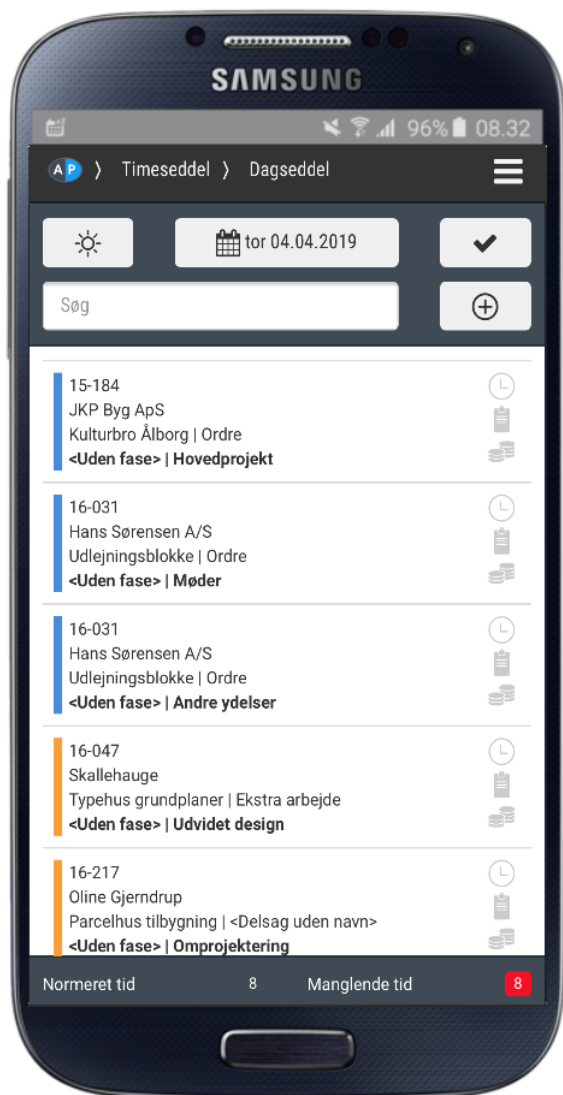 SAMSUNG
96% 08.32
AP 〉 Timeseddel 〉 Dagseddel
tor 04.04.2019
Søg
15-184
JKP Byg ApS
Kulturbro Ålborg | Ordre
<Uden fase> | Hovedprojekt
16-031
Hans Sørensen A/S
Udlejningsblokke | Ordre
<Uden fase> | Møder
16-031
Hans Sørensen A/S
Udlejningsblokke | Ordre
<Uden fase> | Andre ydelser
16-047
Skallehauge
Typehus grundplaner | Ekstra arbejde
<Uden fase> | Udvidet design
16-217
Oline Gjerndrup
Parcelhus tilbygning | <Delsag uden navn>
<Uden fase> | Omprojektering
Normeret tid 8 Manglende tid 8